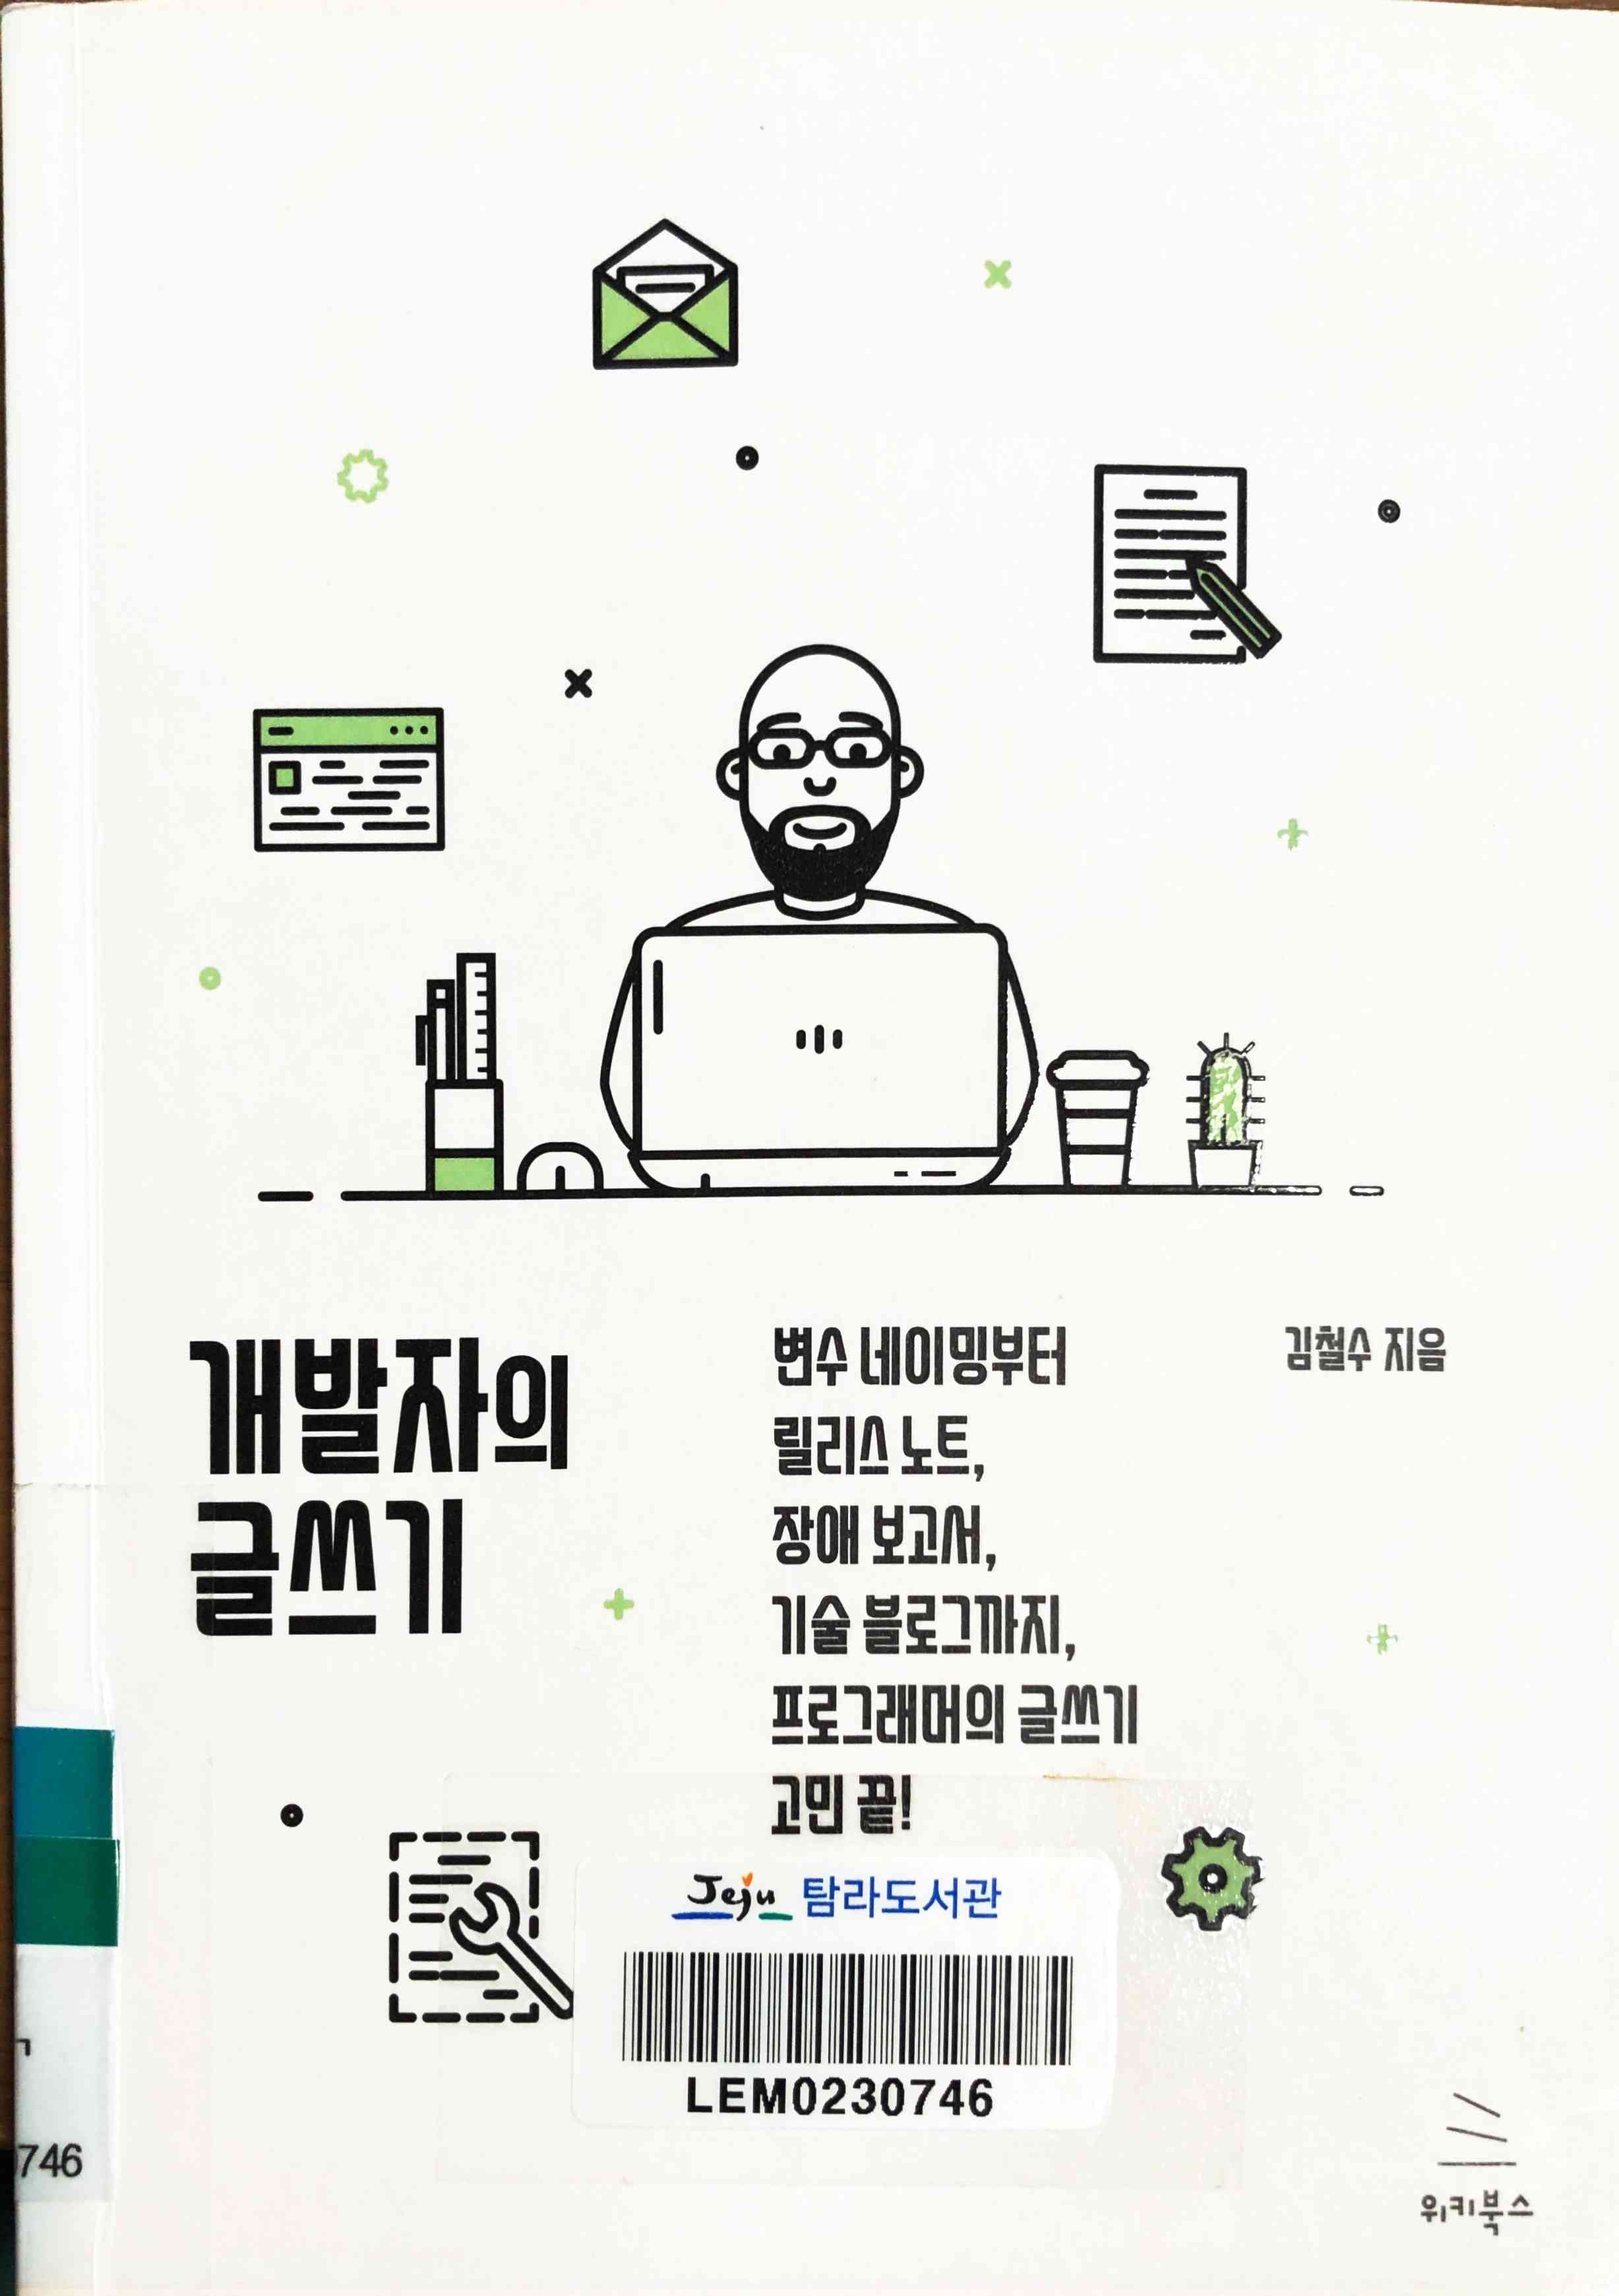 개발자의
글쓰기
변수 네이밍부터
릴리스 노트,
장애 보고서,
기술 블로그까지,
프로그래머의 글쓰기
고민 끝!
김철수 지음
Jeju 탐라도서관
LEM0230746
746
위키북스